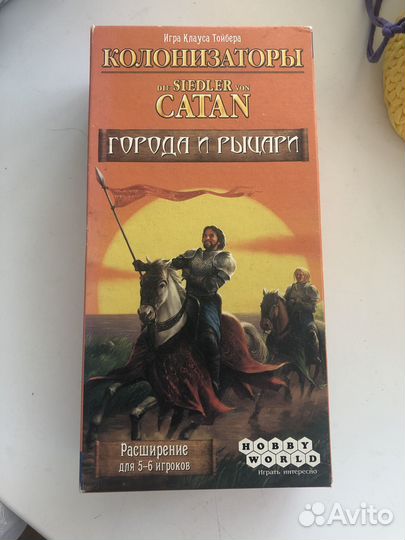 Игра Клауса Тойбера
КОЛОНИЗАТОРЫ
DIE SIEDLER VON
CATAN
ГОРОДА И РЫЦАРИ
Расширение
для 5-6 игроков
HOBBY
WORLD
Играть интересно
Avito